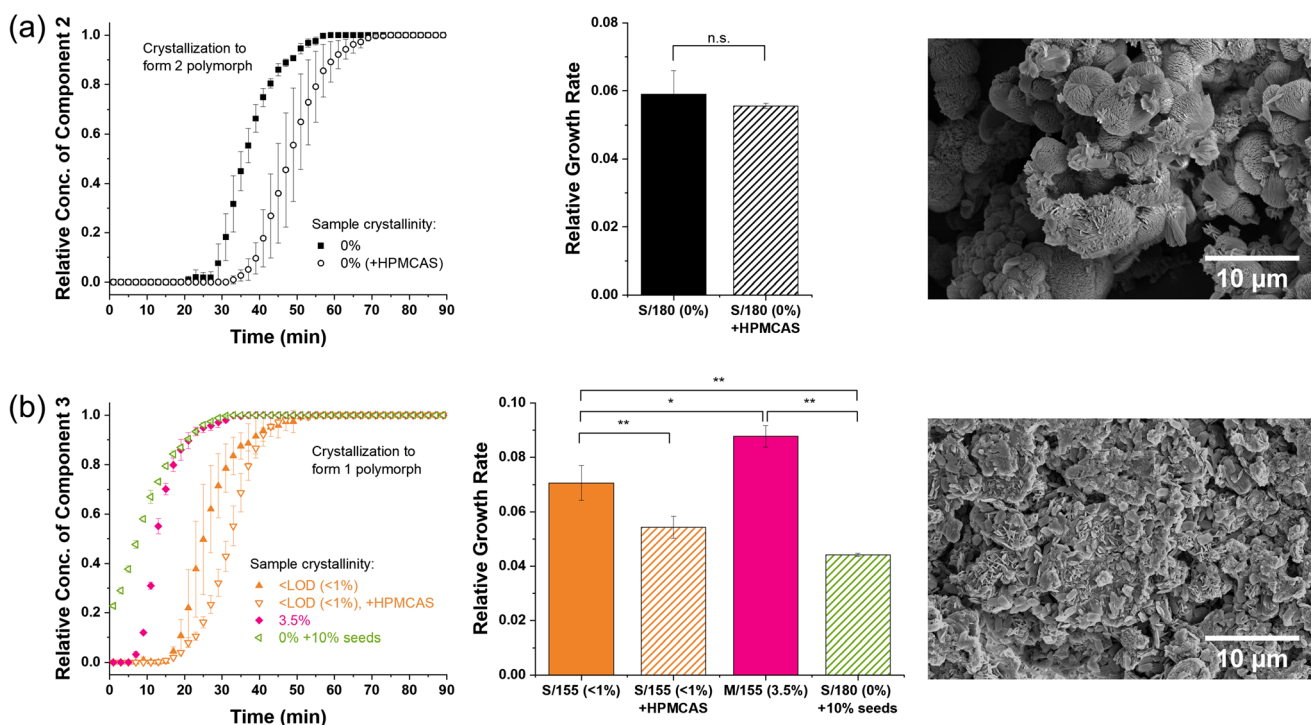 (a)
Relative Conc. of Component 2
1.0
0.8
0.6
0.4
0.2
0.0
Crystallization to
form 2 polymorph
Sample crystallinity:
0%
0% (+HPMCAS)
0 10 20 30 40 50 60 70 80 90
Time (min)
Relative Growth Rate
0.08
0.06
0.04
0.02
0.00
n.s.
S/180 (0%)
S/180 (0%)
+HPMCAS
10 µm
(b)
Relative Conc. of Component 3
1.0
0.8
0.6
0.4
0.2
0.0
Crystallization to
form 1 polymorph
Sample crystallinity:
<LOD (<1%)
<LOD (<1%), +HPMCAS
3.5%
0% +10% seeds
0 10 20 30 40 50 60 70 80 90
Time (min)
Relative Growth Rate
0.10
0.08
0.06
0.04
0.02
0.00
**
*
**
**
S/155 (<1%)
S/155 (<1%)
+HPMCAS
M/155 (3.5%)
S/180 (0%)
+10% seeds
10 µm